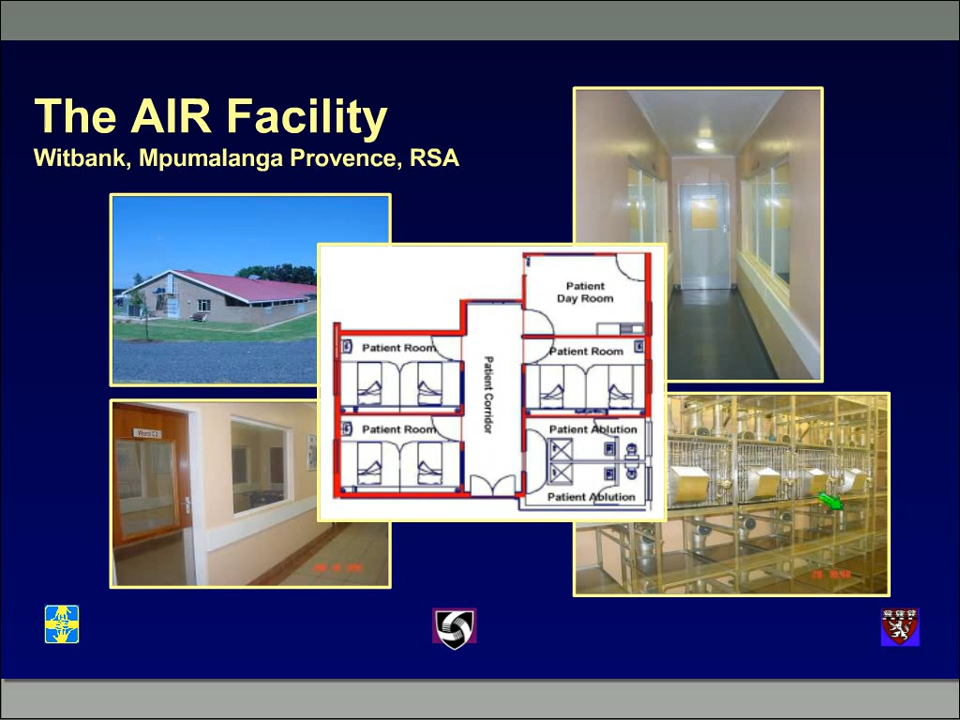 The AIR Facility
Witbank, Mpumalanga Provence, RSA
Patient
Day Room
Patient Room
Patient Room
Patient Corridor
Patient Room
Patient Ablution
Patient Ablution